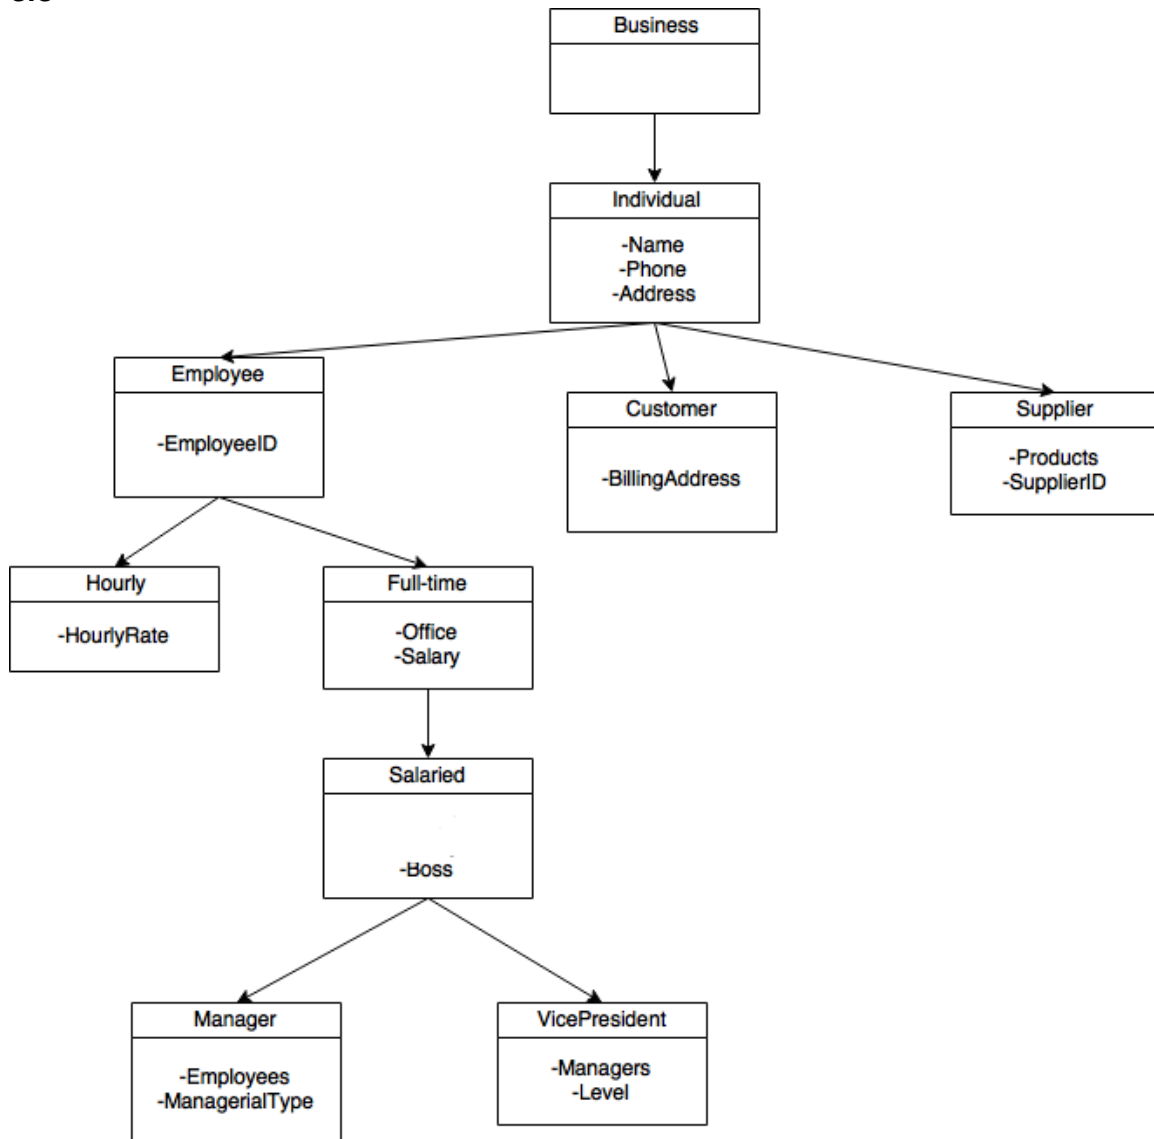 Business
Individual
-Name
-Phone
-Address
Employee
-EmployeeID
Customer
-BillingAddress
Supplier
-Products
-SupplierID
Hourly
-HourlyRate
Full-time
-Office
-Salary
Salaried
-Boss
Manager
-Employees
-ManagerialType
VicePresident
-Managers
-Level